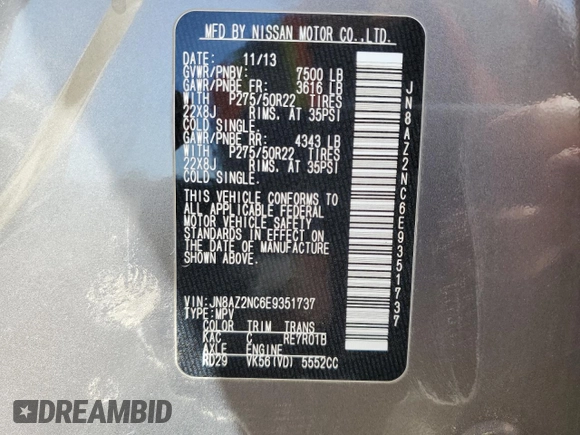 MFD BY NISSAN MOTOR CO.,LTD.
DATE: 11/13
GVWR/PNBV: 7500 LB
GAWR/PNBE FR: 3616 LB
WITH P275/50R22 TIRES
22X8J RIMS. AT 35PSI
COLD SINGLE.
GAWR/PNBE RR: 4343 LB
WITH P275/50R22 TIRES
22X8J RIMS. AT 35PSI
COLD SINGLE.
THIS VEHICLE CONFORMS TO
ALL APPLICABLE FEDERAL
MOTOR VEHICLE SAFETY
STANDARDS IN EFFECT ON
THE DATE OF MANUFACTURE
SHOWN ABOVE.
VIN:JN8AZ2NC6E9351737
TYPE:MPV
COLOR TRIM TRANS
KAC C RE7R01B
AXLE ENGINE
RD29 VK56(VD) 5552CC
JN8AZ2NC6E9351737
DREAMBID